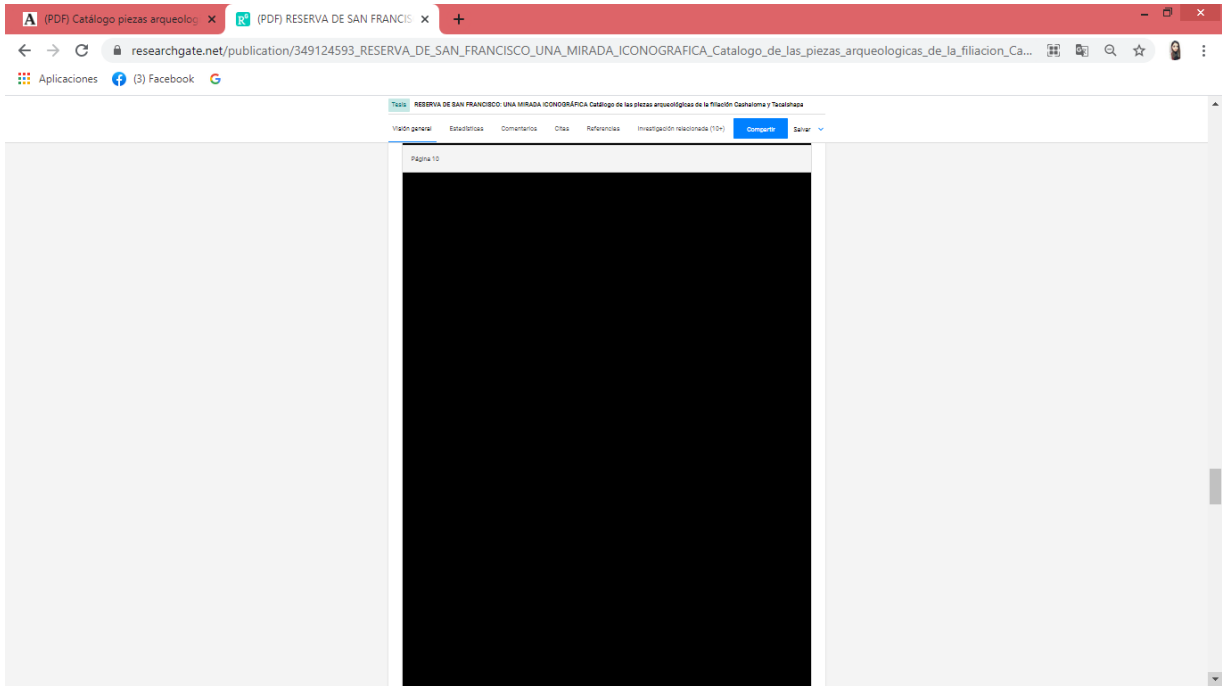 (PDF) Catálogo piezas arqueolog
(PDF) RESERVA DE SAN FRANCIS
researchgate.net/publication/349124593_RESERVA_DE_SAN_FRANCISCO_UNA_MIRADA_ICONOGRAFICA_Catalogo_de_las_piezas_arqueologicas_de_la_filiacion_Ca...
Aplicaciones (3) Facebook
Tesis RESERVA DE SAN FRANCISCO: UNA MIRADA ICONOGRÁFICA Catálogo de las piezas arqueológicas de la filiación Cashaloma y Tacalshapa
Visión general Estadísticas Comentarios Citas Referencias Investigación relacionada (10+) Compartir Salvar
Página 10